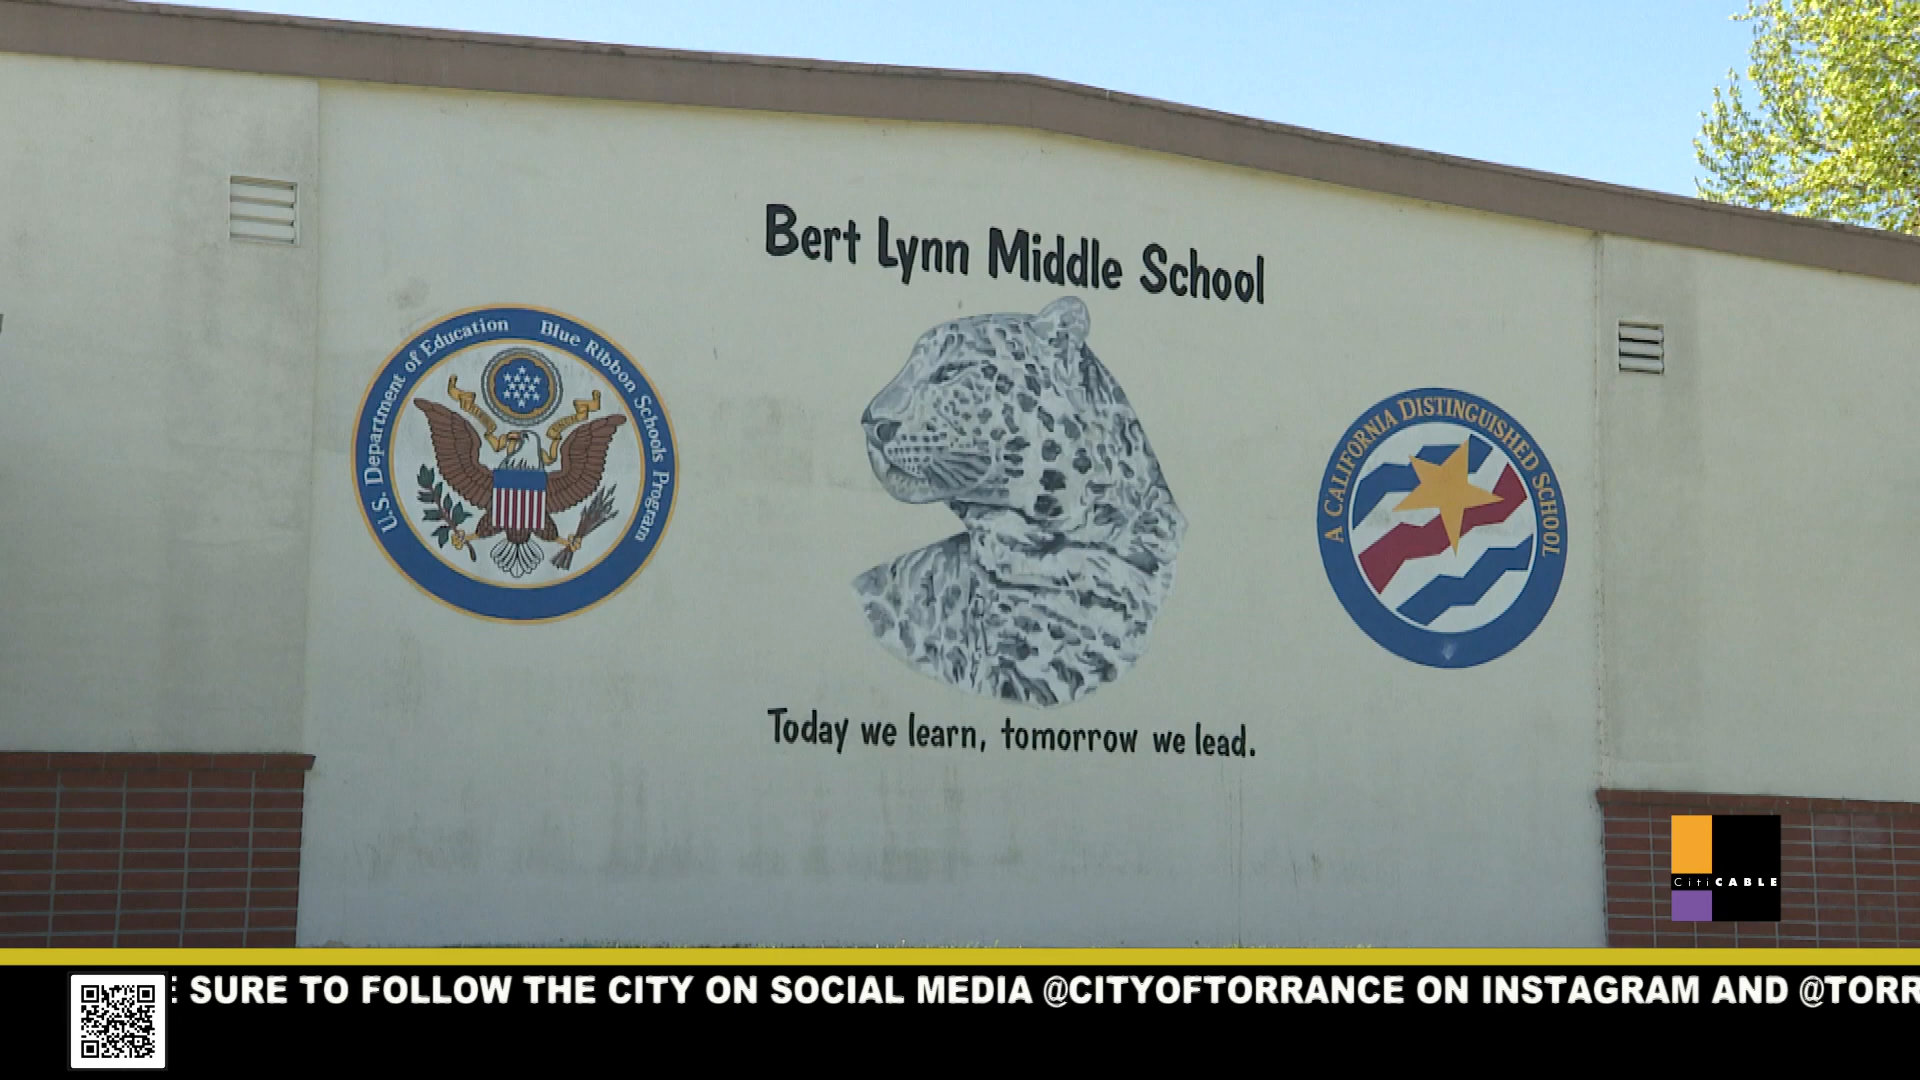 Bert Lynn Middle School
U.S. Department of Education Blue Ribbon Schools Program
A CALIFORNIA DISTINGUISHED SCHOOL
Today we learn, tomorrow we lead.
CitiCABLE
SURE TO FOLLOW THE CITY ON SOCIAL MEDIA @CITYOFTORRANCE ON INSTAGRAM AND @TORR